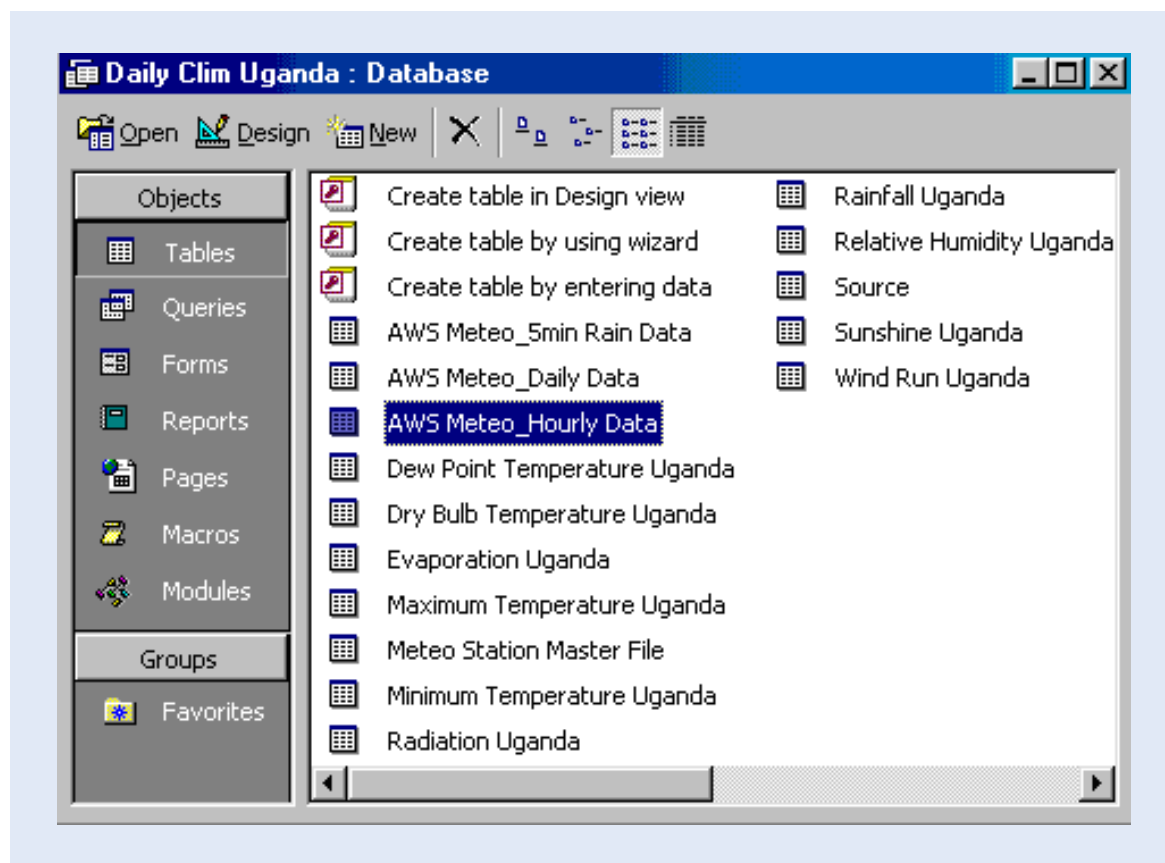 Daily Clim Uganda : Database
Open Design New
Objects
Tables
Queries
Forms
Reports
Pages
Macros
Modules
Groups
Favorites
Create table in Design view
Create table by using wizard
Create table by entering data
AWS Meteo_5min Rain Data
AWS Meteo_Daily Data
AWS Meteo_Hourly Data
Dew Point Temperature Uganda
Dry Bulb Temperature Uganda
Evaporation Uganda
Maximum Temperature Uganda
Meteo Station Master File
Minimum Temperature Uganda
Radiation Uganda
Rainfall Uganda
Relative Humidity Uganda
Source
Sunshine Uganda
Wind Run Uganda